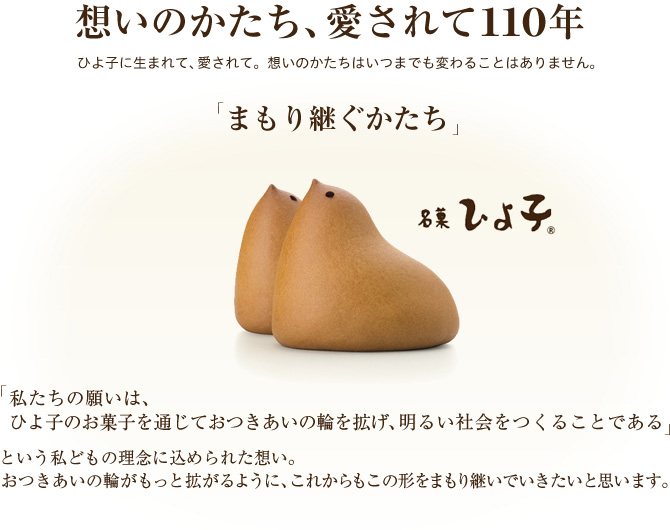 想いのかたち、愛されて110年
ひよ子に生まれて、愛されて。想いのかたちはいつまでも変わることはありません。
「まもり継ぐかたち」
名菓 ひよ子®
「私たちの願いは、
ひよ子のお菓子を通じておつきあいの輪を拡げ、明るい社会をつくることである」
という私どもの理念に込められた想い。
おつきあいの輪がもっと拡がるように、これからもこの形をまもり継いでいきたいと思います。